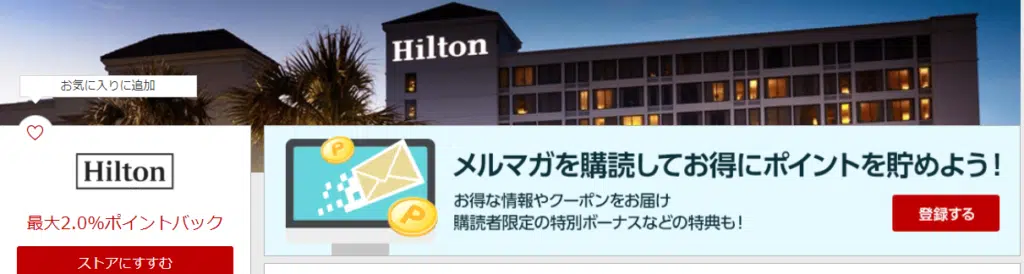 Hilton
お気に入りに追加
Hilton
最大2.0%ポイントバック
ストアにすすむ
メルマガを購読してお得にポイントを貯めよう！
お得な情報やクーポンをお届け
購読者限定の特別ボーナスなどの特典も！
登録する
P
P